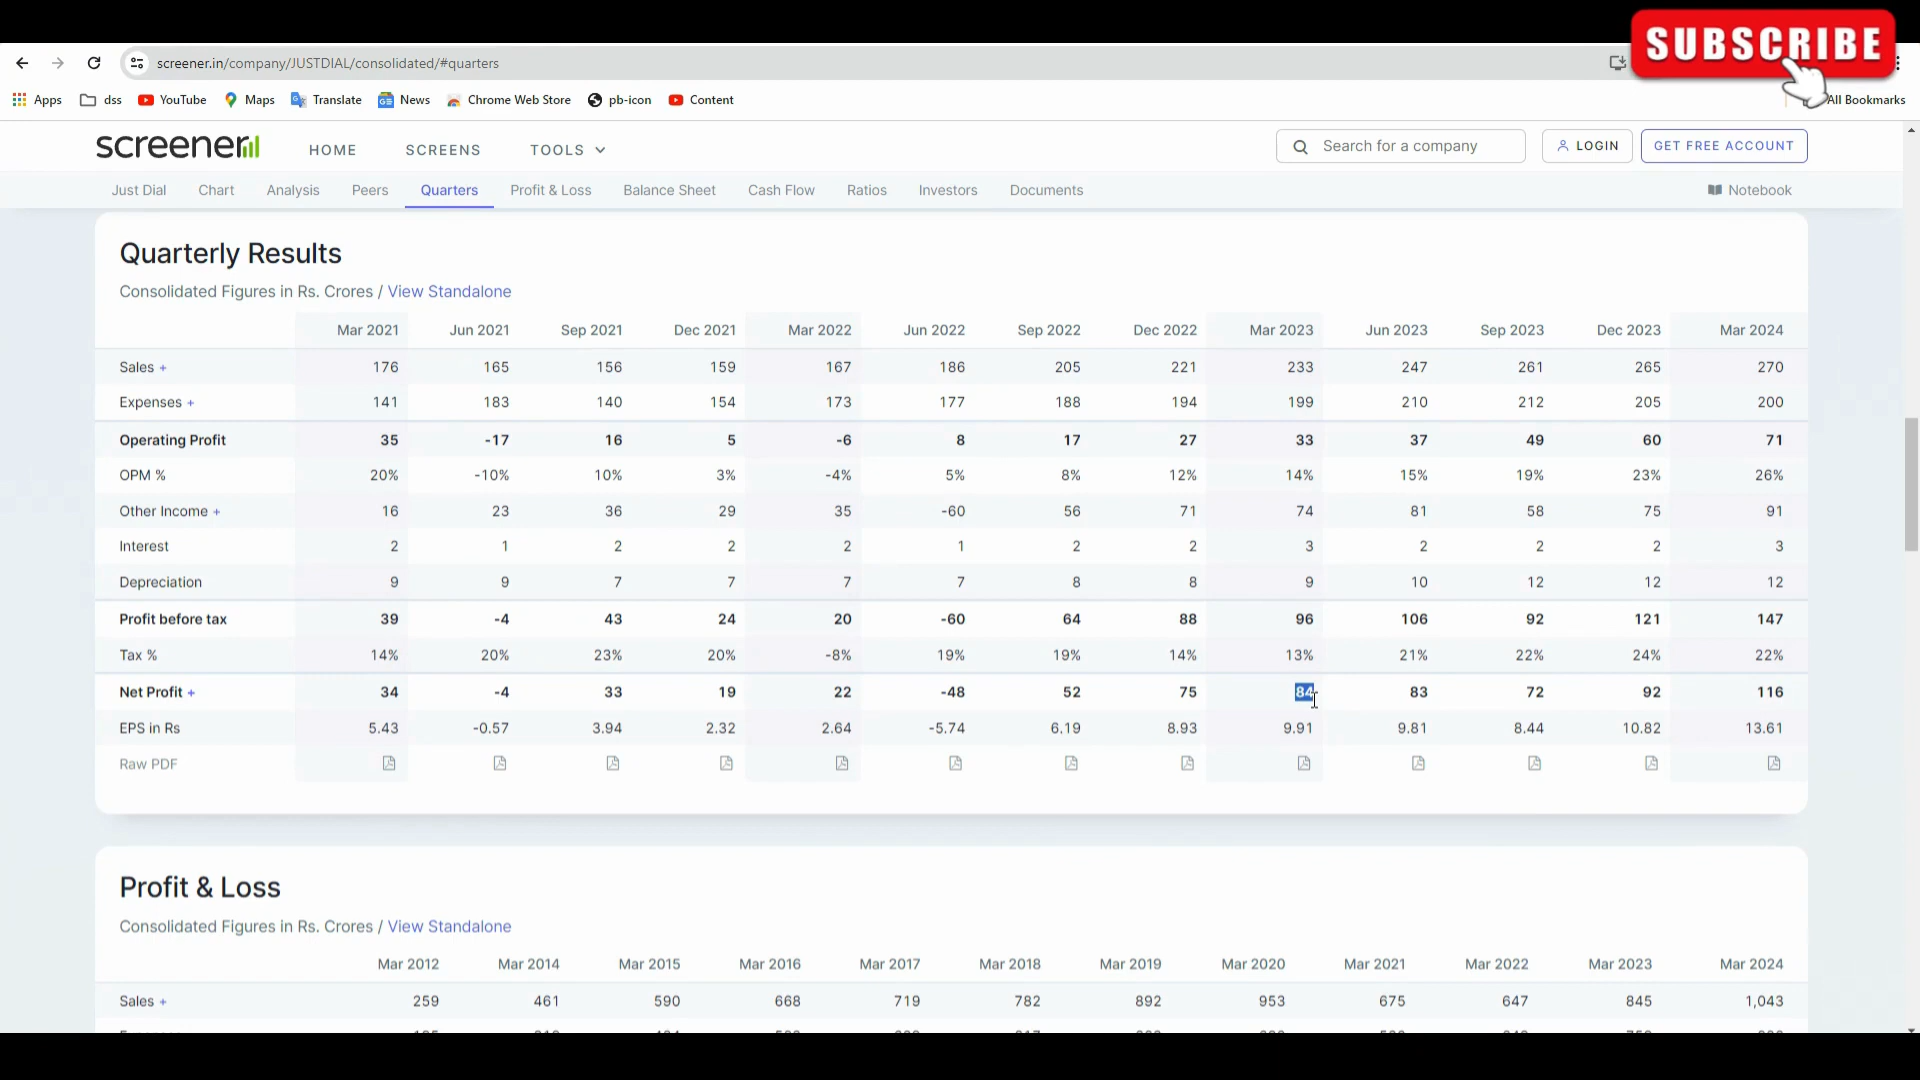 SUBSCRIBE
screener.in/company/JUSTDIAL/consolidated/#quarters
Apps dss YouTube Maps Translate News Chrome Web Store pb-icon Content All Bookmarks
screener HOME SCREENS TOOLS Search for a company LOGIN GET FREE ACCOUNT
Just Dial Chart Analysis Peers Quarters Profit & Loss Balance Sheet Cash Flow Ratios Investors Documents Notebook
Quarterly Results
Consolidated Figures in Rs. Crores / View Standalone
Mar 2021 Jun 2021 Sep 2021 Dec 2021 Mar 2022 Jun 2022 Sep 2022 Dec 2022 Mar 2023 Jun 2023 Sep 2023 Dec 2023 Mar 2024
Sales + 176 165 156 159 167 186 205 221 233 247 261 265 270
Expenses + 141 183 140 154 173 177 188 194 199 210 212 205 200
Operating Profit 35 -17 16 5 -6 8 17 27 33 37 49 60 71
OPM % 20% -10% 10% 3% -4% 5% 8% 12% 14% 15% 19% 23% 26%
Other Income + 16 23 36 29 35 -60 56 71 74 81 58 75 91
Interest 2 1 2 2 2 1 2 2 3 2 2 2 3
Depreciation 9 9 7 7 7 7 8 8 9 10 12 12 12
Profit before tax 39 -4 43 24 20 -60 64 88 96 106 92 121 147
Tax % 14% 20% 23% 20% -8% 19% 19% 14% 13% 21% 22% 24% 22%
Net Profit + 34 -4 33 19 22 -48 52 75 84 83 72 92 116
EPS in Rs 5.43 -0.57 3.94 2.32 2.64 -5.74 6.19 8.93 9.91 9.81 8.44 10.82 13.61
Raw PDF
Profit & Loss
Consolidated Figures in Rs. Crores / View Standalone
Mar 2012 Mar 2014 Mar 2015 Mar 2016 Mar 2017 Mar 2018 Mar 2019 Mar 2020 Mar 2021 Mar 2022 Mar 2023 Mar 2024
Sales + 259 461 590 668 719 782 892 953 675 647 845 1,043